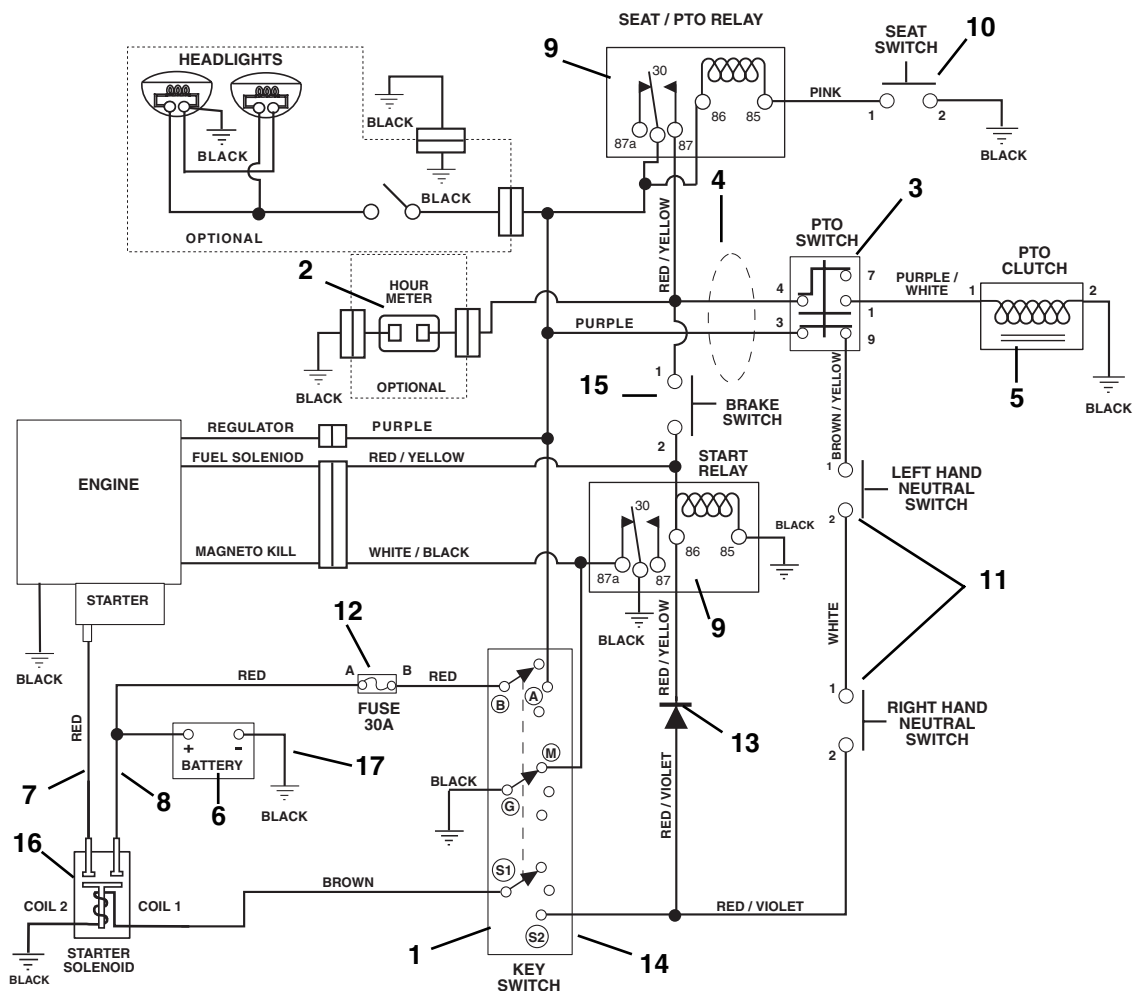 SEAT / PTO RELAY
9
10
SEAT
SWITCH
HEADLIGHTS
30
87a
87
86
85
PINK
1
2
BLACK
BLACK
BLACK
BLACK
OPTIONAL
4
3
RED / YELLOW
PTO
SWITCH
PTO
CLUTCH
2
HOUR
METER
4
7
PURPLE /
WHITE
1
2
1
PURPLE
3
9
OPTIONAL
BLACK
15
1
BRAKE
SWITCH
2
5
BLACK
BROWN / YELLOW
REGULATOR
PURPLE
FUEL SOLENIOD
RED / YELLOW
ENGINE
START
RELAY
1
LEFT HAND
NEUTRAL
SWITCH
2
30
BLACK
86
85
MAGNETO KILL
WHITE / BLACK
87a
87
STARTER
11
WHITE
12
9
BLACK
RED / YELLOW
BLACK
RED
A
B
RED
FUSE
30A
B
A
1
RIGHT HAND
NEUTRAL
SWITCH
2
13
RED
+
-
BATTERY
17
7
8
6
BLACK
BLACK
M
G
RED / VIOLET
16
S1
COIL 2
COIL 1
BROWN
RED / VIOLET
S2
1
14
STARTER
SOLENOID
BLACK
KEY
SWITCH